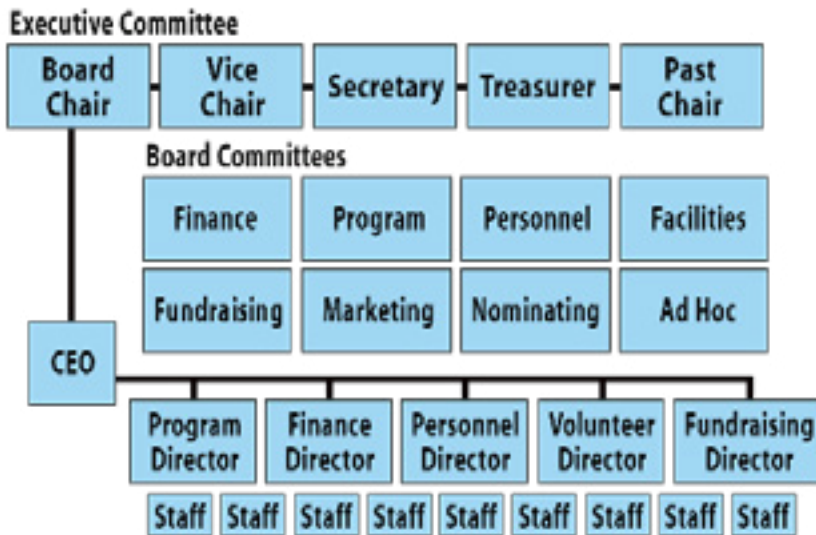 Executive Committee
Board
Chair
Vice
Chair
Secretary
Treasurer
Past
Chair
Board Committees
Finance
Program
Personnel
Facilities
Fundraising
Marketing
Nominating
Ad Hoc
CEO
Program
Director
Finance
Director
Personnel
Director
Volunteer
Director
Fundraising
Director
Staff
Staff
Staff
Staff
Staff
Staff
Staff
Staff
Staff